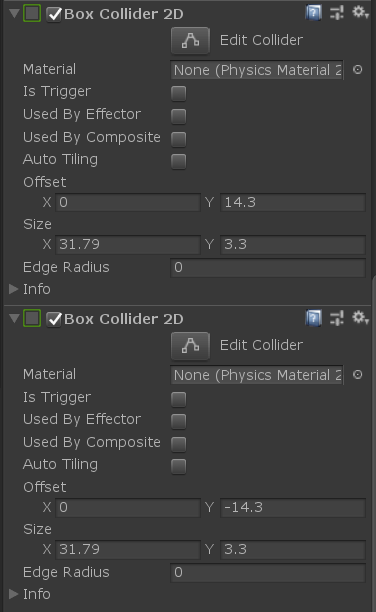 Box Collider 2D
Edit Collider
Material None (Physics Material 2
Is Trigger
Used By Effector
Used By Composite
Auto Tiling
Offset
X 0 Y 14.3
Size
X 31.79 Y 3.3
Edge Radius 0
Info
Box Collider 2D
Edit Collider
Material None (Physics Material 2
Is Trigger
Used By Effector
Used By Composite
Auto Tiling
Offset
X 0 Y -14.3
Size
X 31.79 Y 3.3
Edge Radius 0
Info